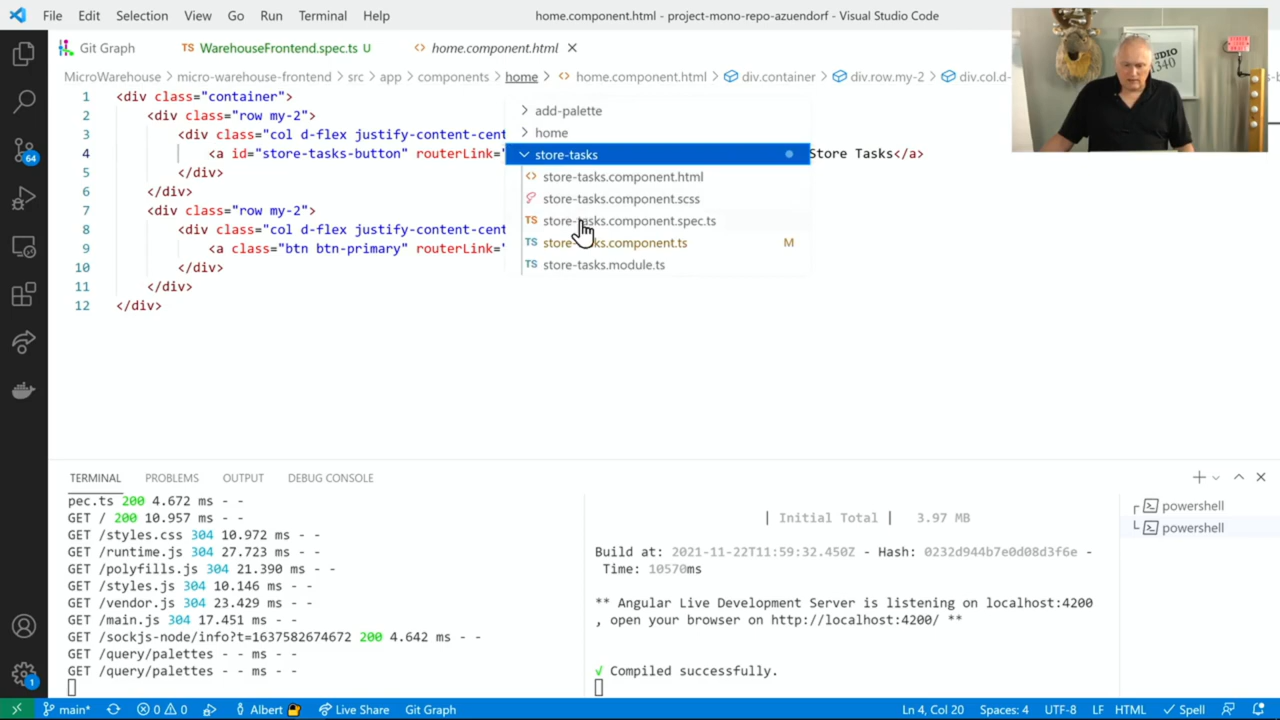 File Edit Selection View Go Run Terminal Help
home.component.html - project-mono-repo-azuendorf - Visual Studio Code
Git Graph
TS WarehouseFrontend.spec.ts U
<> home.component.html ×
MicroWarehouse > micro-warehouse-frontend > src > app > components > home > <> home.component.html > div.container > div.row.my-2 > div.col.d-
1 <div class="container">
2 <div class="row my-2">
3 <div class="col d-flex justify-content-cent
4 <a id="store-tasks-button" routerLink=" Store Tasks</a>
5 </div>
6 </div>
7 <div class="row my-2">
8 <div class="col d-flex justify-content-cent
9 <a class="btn btn-primary" routerLink="
10 </div>
11 </div>
12 </div>
> add-palette
> home
store-tasks
<> store-tasks.component.html
store-tasks.component.scss
TS store-tasks.component.spec.ts
TS store-tasks.component.ts M
TS store-tasks.module.ts
STUDIO
1340
64
1
TERMINAL PROBLEMS OUTPUT DEBUG CONSOLE
pec.ts 200 4.672 ms - -
GET / 200 10.957 ms - -
GET /styles.css 304 10.972 ms - -
GET /runtime.js 304 27.723 ms - -
GET /polyfills.js 304 21.390 ms - -
GET /styles.js 304 10.146 ms - -
GET /vendor.js 304 23.429 ms - -
GET /main.js 304 17.451 ms - -
GET /sockjs-node/info?t=1637582674672 200 4.642 ms - -
GET /query/palettes - - ms - -
GET /query/palettes - - ms - -
| Initial Total | 3.97 MB
Build at: 2021-11-22T11:59:32.450Z - Hash: 0232d944b7e0d08d3f6e -
Time: 10570ms
** Angular Live Development Server is listening on localhost:4200
, open your browser on http://localhost:4200/ **
√ Compiled successfully.
powershell
powershell
main* 0 0 Albert Live Share Git Graph
Ln 4, Col 20 Spaces: 4 UTF-8 LF HTML Spell